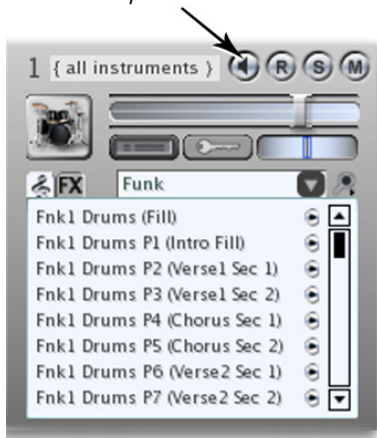 1 { all instruments } R S M
FX Funk
Fnk1 Drums (Fill)
Fnk1 Drums P1 (Intro Fill)
Fnk1 Drums P2 (Verse1 Sec 1)
Fnk1 Drums P3 (Verse1 Sec 2)
Fnk1 Drums P4 (Chorus Sec 1)
Fnk1 Drums P5 (Chorus Sec 2)
Fnk1 Drums P6 (Verse2 Sec 1)
Fnk1 Drums P7 (Verse2 Sec 2)